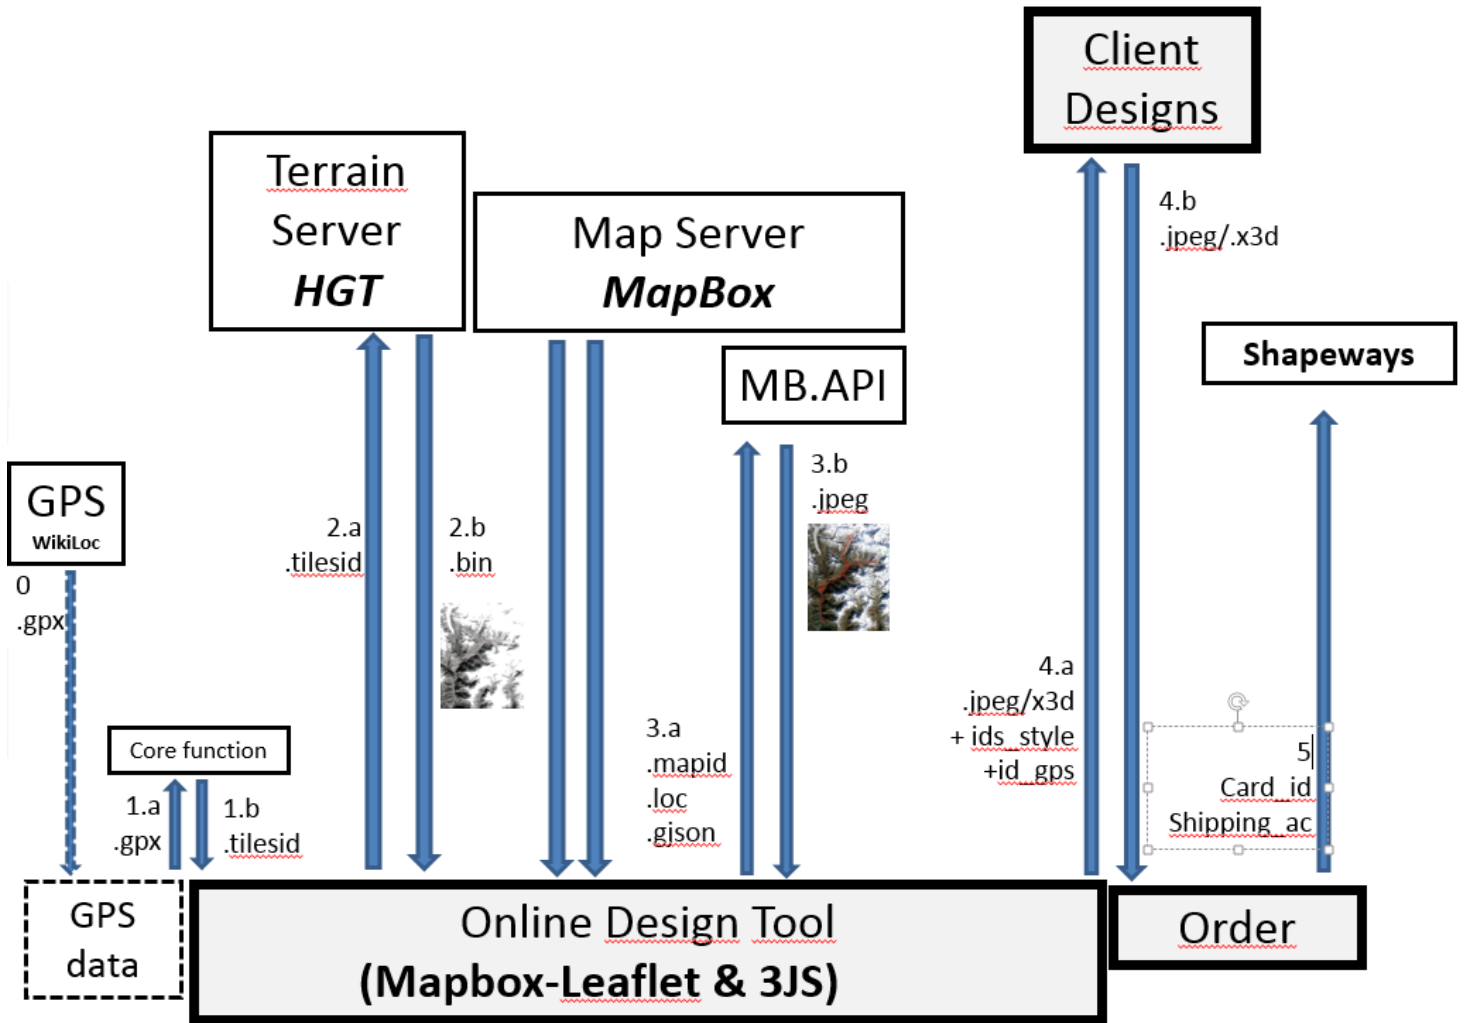 Client
Designs
Terrain
Server
HGT
Map Server
MapBox
4.b
.jpeg/.x3d
Shapeways
MB.API
3.b
.jpeg
GPS
WikiLoc
0
.gpx
2.a
.tilesid
2.b
.bin
4.a
.jpeg/x3d
+ ids_style
+id_gps
3.a
.mapid
.loc
.gjson
Core function
1.a
.gpx
1.b
.tilesid
5
Card_id
Shipping_ac
GPS
data
Online Design Tool
(Mapbox-Leaflet & 3JS)
Order